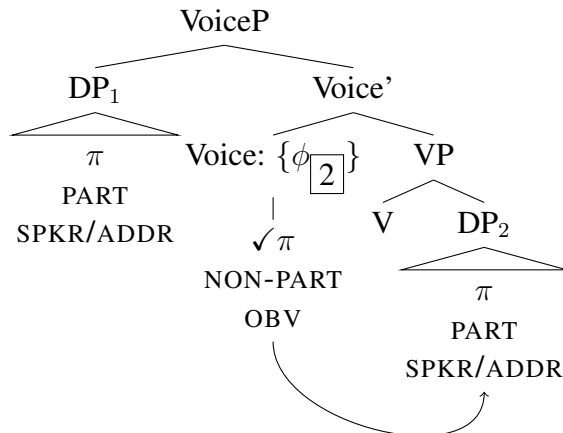 VoiceP
DP₁ Voice’
π Voice: {ϕ 2 } VP
PART
SPKR/ADDR
✓π V DP₂
NON-PART π
OBV PART
SPKR/ADDR